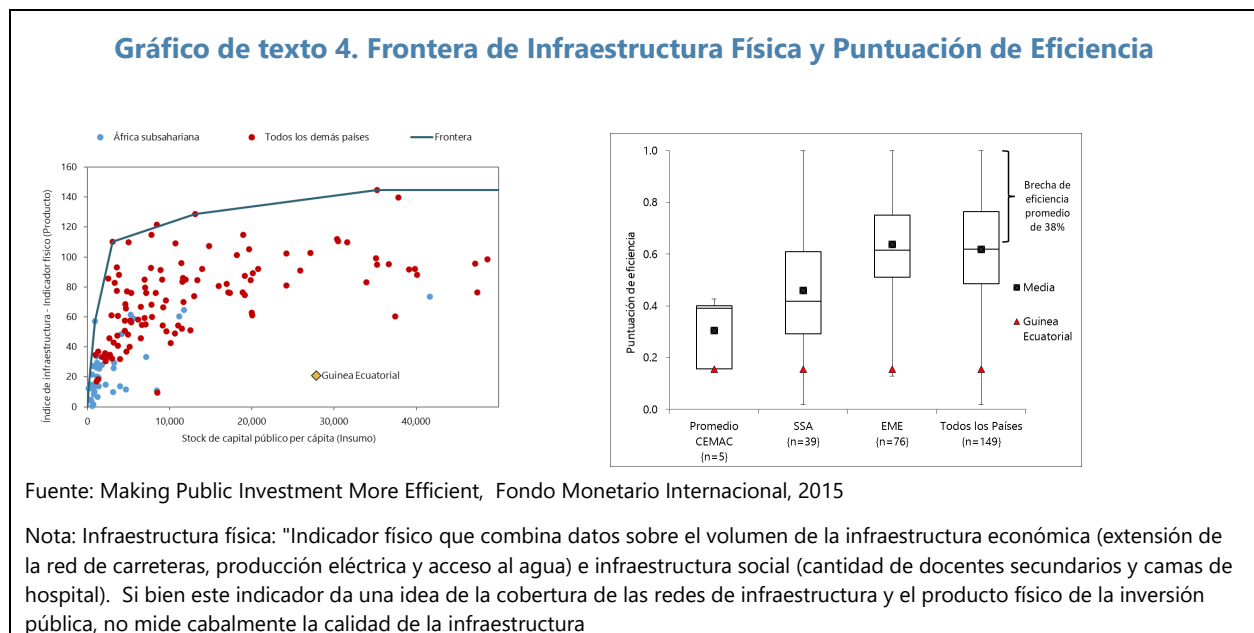 Gráfico de texto 4. Frontera de Infraestructura Física y Puntuación de Eficiencia
África subsahariana
Todos los demás países
Frontera
Índice de infraestructura - Indicador físico (Producto)
160
140
120
100
80
60
40
20
0
Guinea Ecuatorial
0
10,000
20,000
30,000
40,000
Stock de capital público per cápita (Insumo)
Puntuación de eficiencia
1.0
0.8
0.6
0.4
0.2
0.0
Brecha de
eficiencia
promedio
de 38%
Media
Guinea
Ecuatorial
Promedio
CEMAC
(n=5)
SSA
(n=39)
EME
(n=76)
Todos los Países
(n=149)
Fuente: Making Public Investment More Efficient, Fondo Monetario Internacional, 2015
Nota: Infraestructura física: "Indicador físico que combina datos sobre el volumen de la infraestructura económica (extensión de
la red de carreteras, producción eléctrica y acceso al agua) e infraestructura social (cantidad de docentes secundarios y camas de
hospital). Si bien este indicador da una idea de la cobertura de las redes de infraestructura y el producto físico de la inversión
pública, no mide cabalmente la calidad de la infraestructura